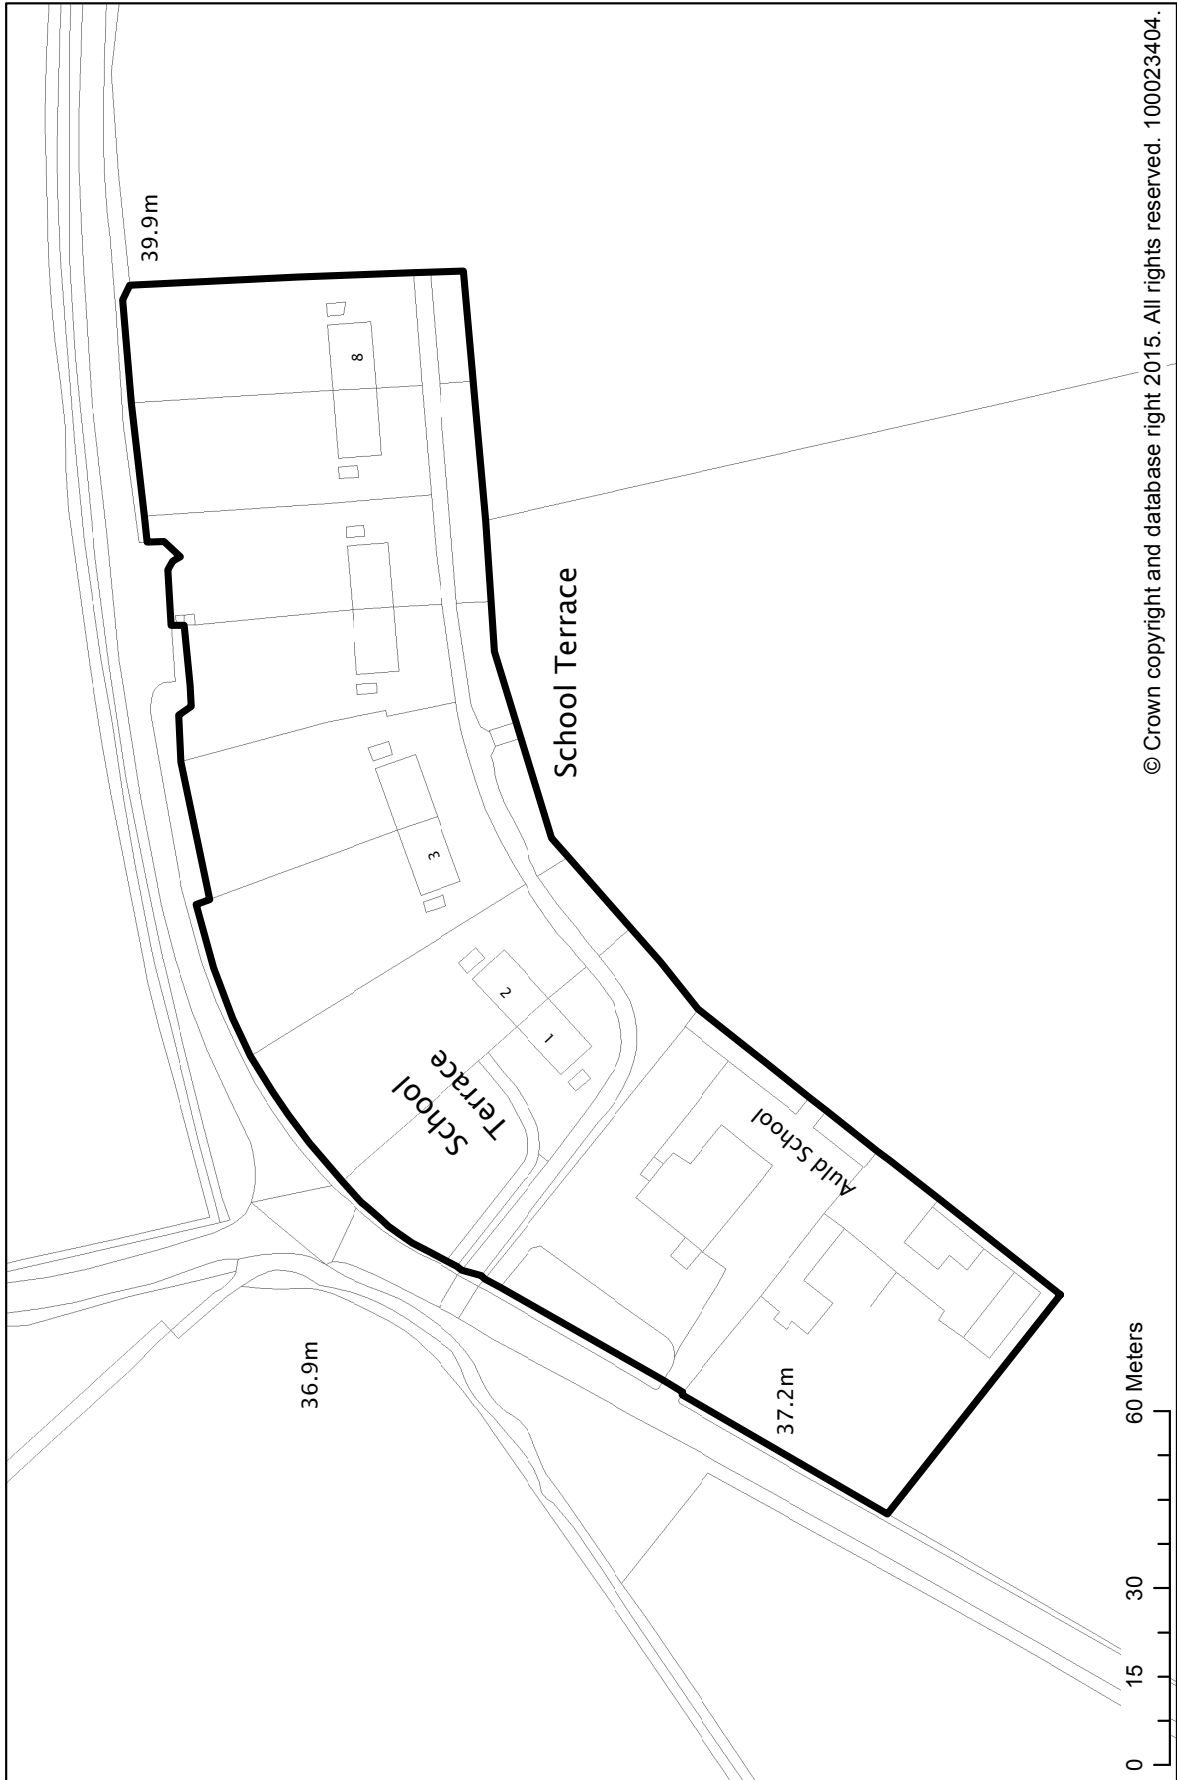 39.9m
8
School Terrace
3
2
1
School
Terrace
Auld School
36.9m
37.2m
0 15 30 60 Meters
© Crown copyright and database right 2015. All rights reserved. 100023404.